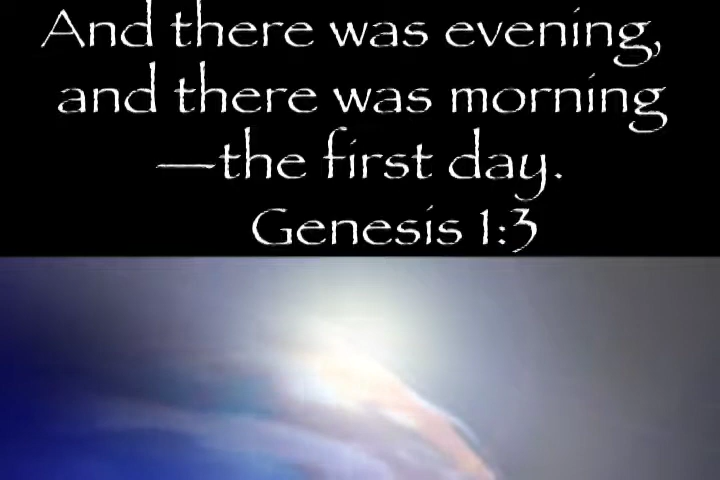 And there was evening,
and there was morning
—the first day.
Genesis 1:3